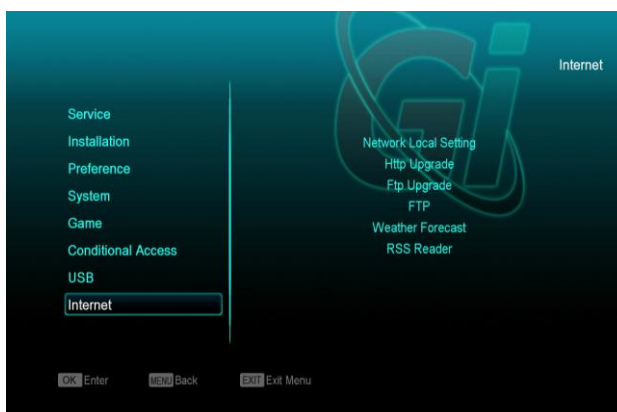 Internet
Service
Installation
Preference
System
Game
Conditional Access
USB
Internet
Network Local Setting
Http Upgrade
Ftp Upgrade
FTP
Weather Forecast
RSS Reader
OK Enter MENU Back EXIT Exit Menu
Gi